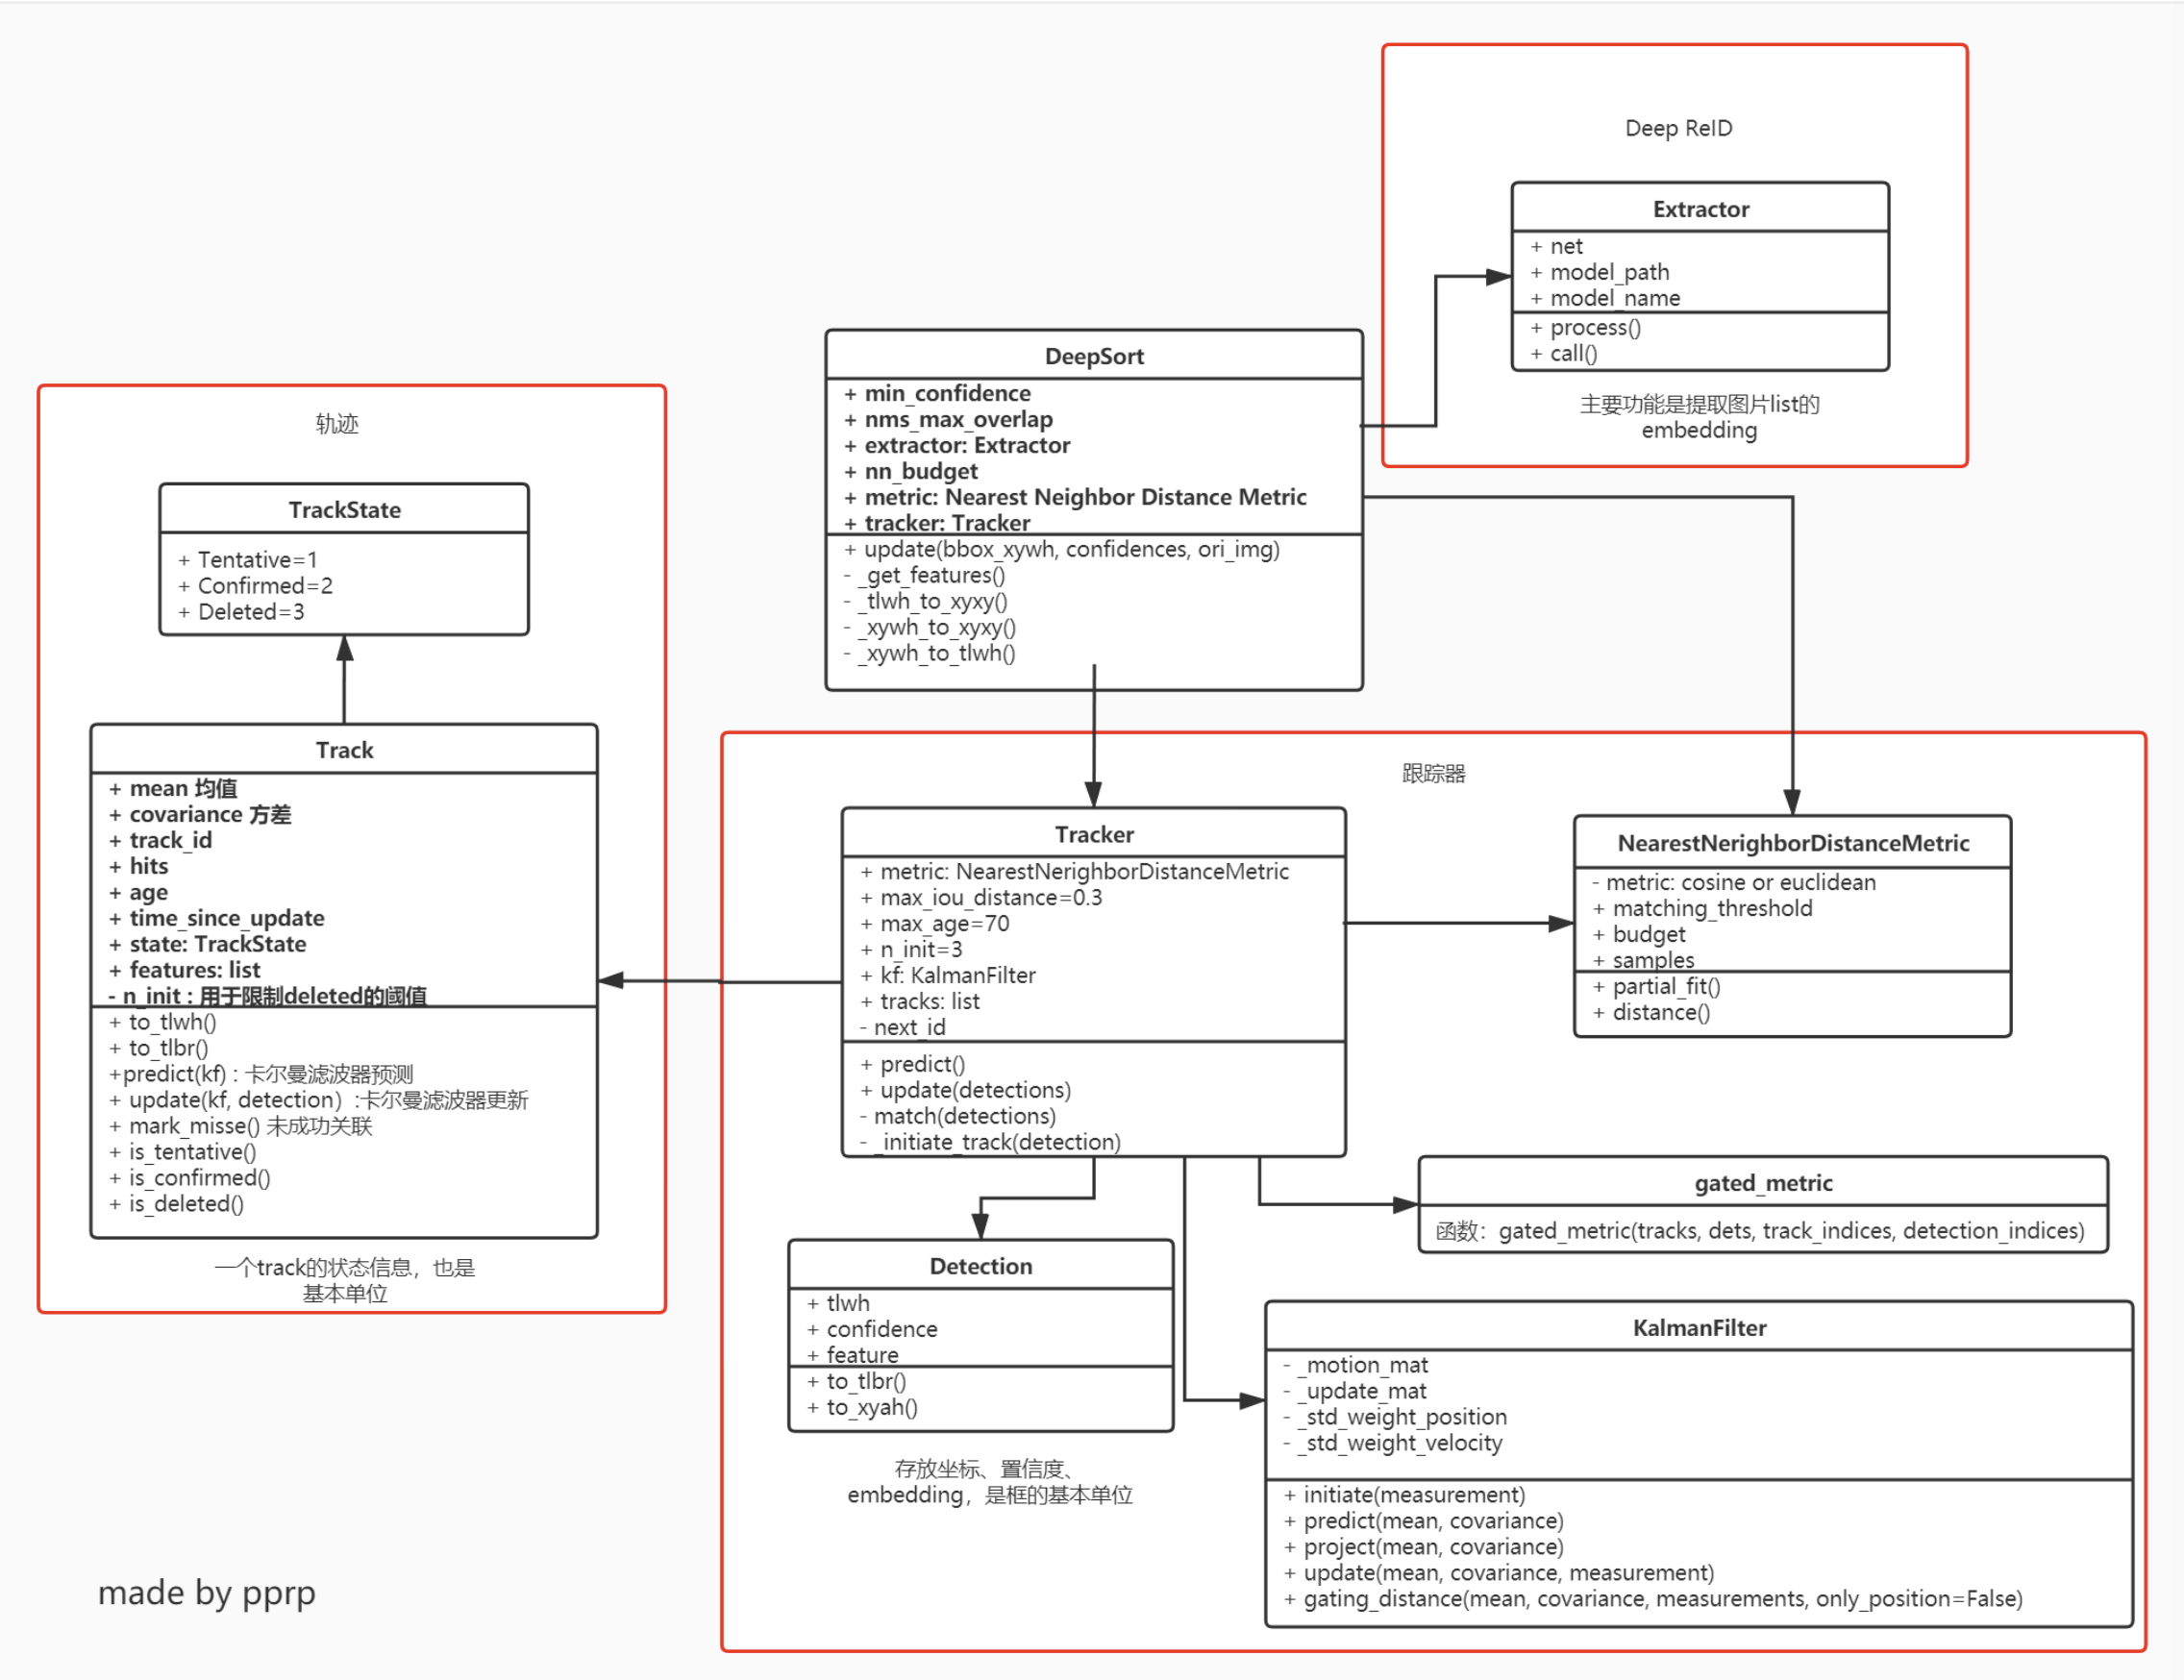 Deep ReID
Extractor
+ net
+ model_path
+ model_name
+ process()
+ call()
主要功能是提取图片list的
embedding
DeepSort
+ min_confidence
+ nms_max_overlap
+ extractor: Extractor
+ nn_budget
+ metric: Nearest Neighbor Distance Metric
+ tracker: Tracker
+ update(bbox_xywh, confidences, ori_img)
- _get_features()
- _tlwh_to_xyxy()
- _xywh_to_xyxy()
- _xywh_to_tlwh()
轨迹
TrackState
+ Tentative=1
+ Confirmed=2
+ Deleted=3
Track
+ mean 均值
+ covariance 方差
+ track_id
+ hits
+ age
+ time_since_update
+ state: TrackState
+ features: list
- n_init : 用于限制deleted的阈值
+ to_tlwh()
+ to_tlbr()
+predict(kf) : 卡尔曼滤波器预测
+ update(kf, detection）:卡尔曼滤波器更新
+ mark_misse() 未成功关联
+ is_tentative()
+ is_confirmed()
+ is_deleted()
一个track的状态信息，也是
基本单位
跟踪器
Tracker
+ metric: NearestNerighborDistanceMetric
+ max_iou_distance=0.3
+ max_age=70
+ n_init=3
+ kf: KalmanFilter
+ tracks: list
- next_id
+ predict()
+ update(detections)
- match(detections)
- _initiate_track(detection)
NearestNerighborDistanceMetric
- metric: cosine or euclidean
+ matching_threshold
+ budget
+ samples
+ partial_fit()
+ distance()
gated_metric
函数：gated_metric(tracks, dets, track_indices, detection_indices)
Detection
+ tlwh
+ confidence
+ feature
+ to_tlbr()
+ to_xyah()
存放坐标、置信度、
embedding，是框的基本单位
KalmanFilter
- _motion_mat
- _update_mat
- _std_weight_position
- _std_weight_velocity
+ initiate(measurement)
+ predict(mean, covariance)
+ project(mean, covariance)
+ update(mean, covariance, measurement)
+ gating_distance(mean, covariance, measurements, only_position=False)
made by pprp